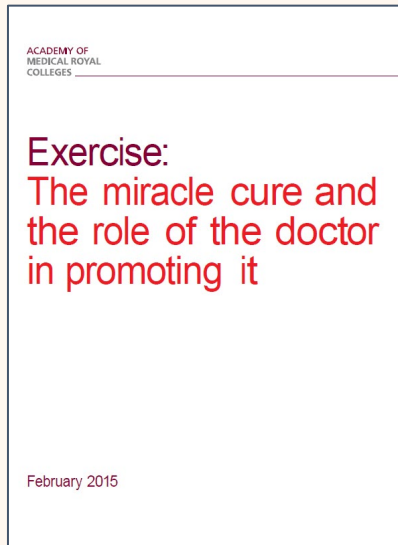 ACADEMY OF
MEDICAL ROYAL
COLLEGES
Exercise:
The miracle cure and
the role of the doctor
in promoting it
February 2015